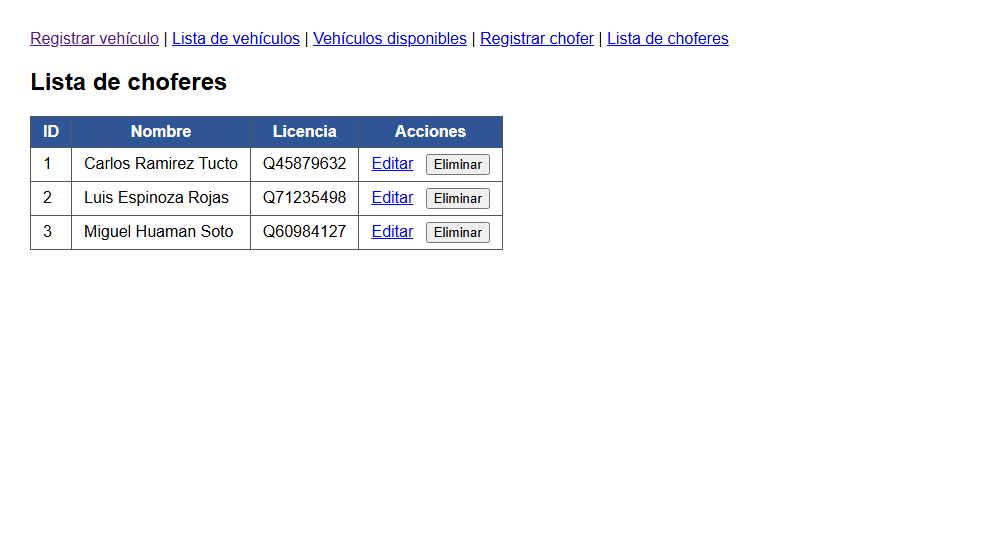 Registrar vehículo | Lista de vehículos | Vehículos disponibles | Registrar chofer | Lista de choferes
Lista de choferes
ID Nombre Licencia Acciones
1 Carlos Ramirez Tucto Q45879632 Editar Eliminar
2 Luis Espinoza Rojas Q71235498 Editar Eliminar
3 Miguel Huaman Soto Q60984127 Editar Eliminar